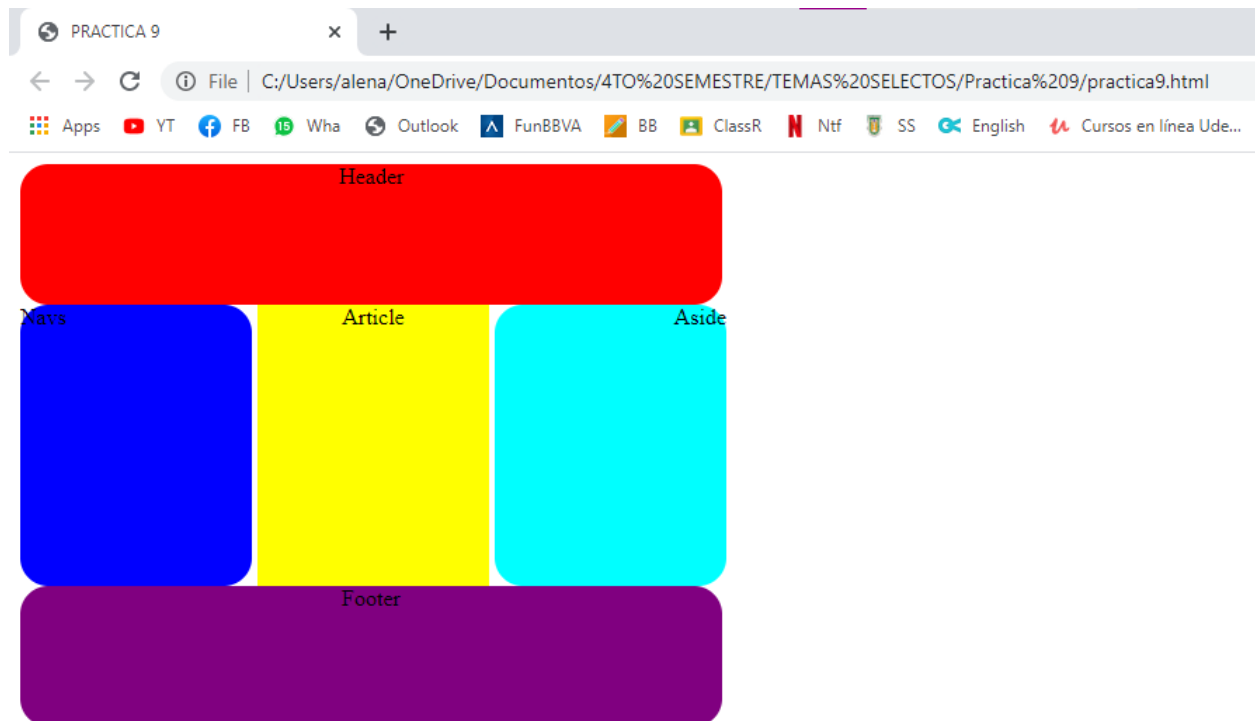 PRACTICA 9
File | C:/Users/alena/OneDrive/Documentos/4TO%20SEMESTRE/TEMAS%20SELECTOS/Practica%209/practica9.html
Apps YT FB 15 Wha Outlook FunBBVA BB ClassR N Ntf SS English Cursos en línea Ude...
Header
Navs Article Aside
Footer